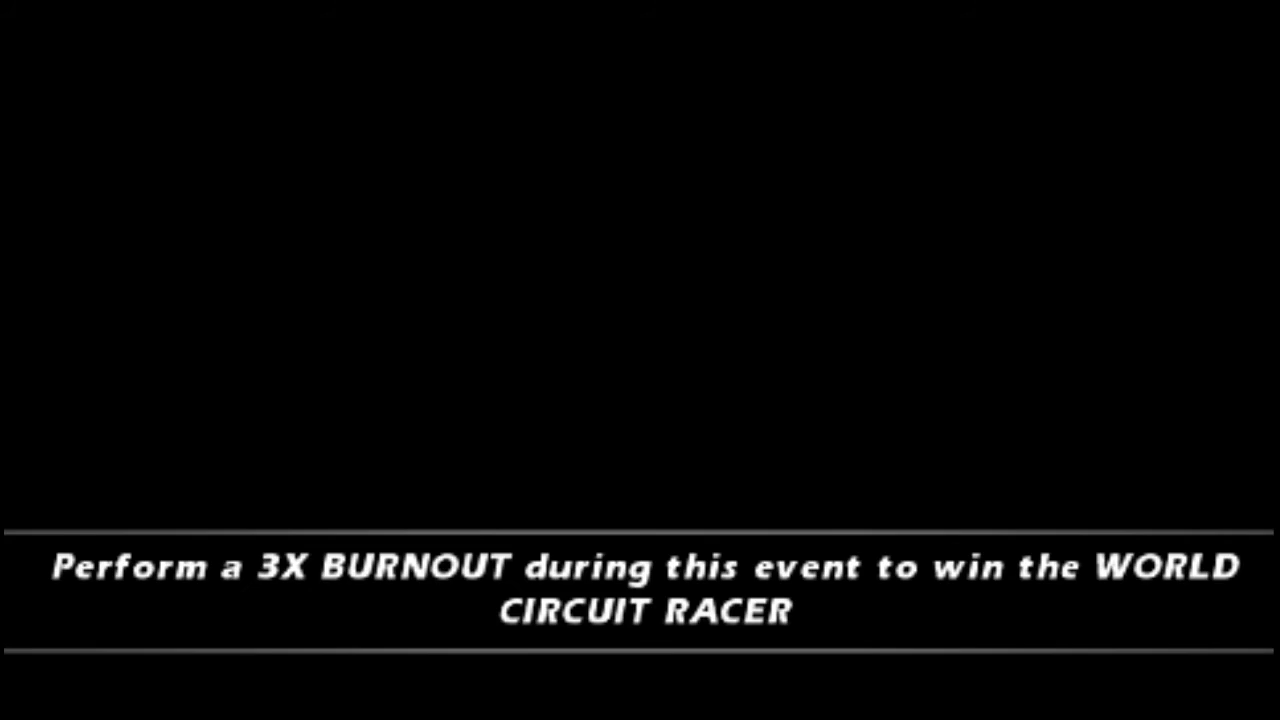 Perform a 3X BURNOUT during this event to win the WORLD
CIRCUIT RACER